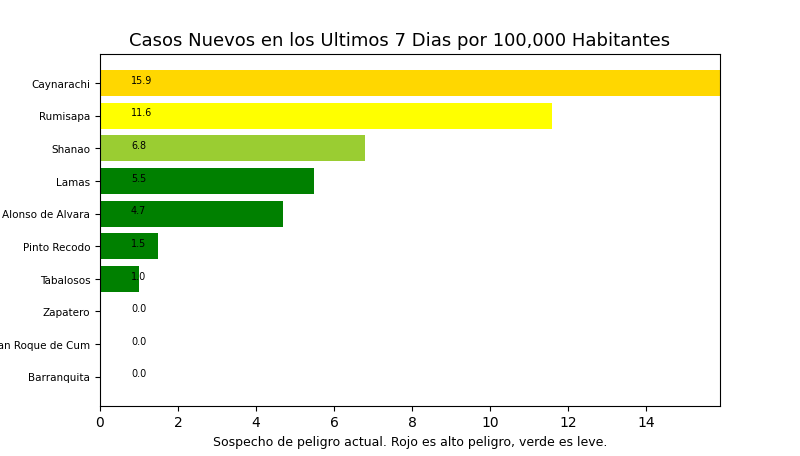 Casos Nuevos en los Ultimos 7 Dias por 100,000 Habitantes
Caynarachi 15.9
Rumisapa 11.6
Shanao 6.8
Lamas 5.5
Alonso de Alvara 4.7
Pinto Recodo 1.5
Tabalosos 1.0
Zapatero 0.0
an Roque de Cum 0.0
Barranquita 0.0
0 2 4 6 8 10 12 14
Sospecho de peligro actual. Rojo es alto peligro, verde es leve.